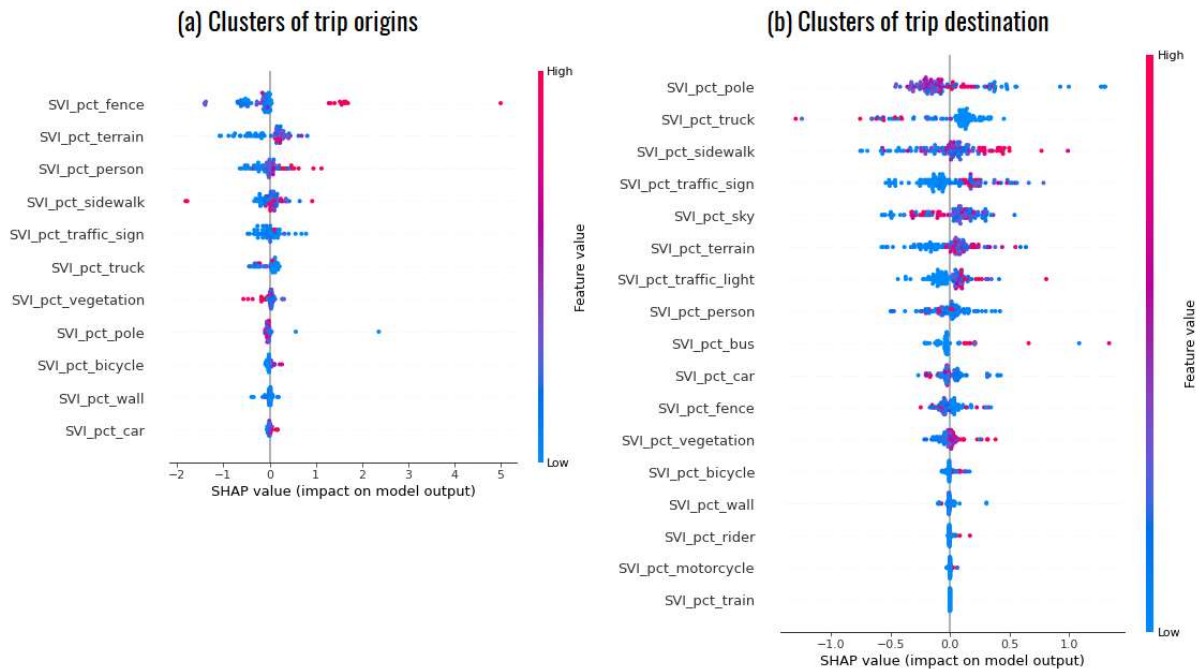 (a) Clusters of trip origins
High
SVI_pct_fence
SVI_pct_terrain
SVI_pct_person
SVI_pct_sidewalk
SVI_pct_traffic_sign
SVI_pct_truck
SVI_pct_vegetation
SVI_pct_pole
SVI_pct_bicycle
SVI_pct_wall
SVI_pct_car
Feature value
Low
−2 −1 0 1 2 3 4 5
SHAP value (impact on model output)
(b) Clusters of trip destination
High
SVI_pct_pole
SVI_pct_truck
SVI_pct_sidewalk
SVI_pct_traffic_sign
SVI_pct_sky
SVI_pct_terrain
SVI_pct_traffic_light
SVI_pct_person
SVI_pct_bus
SVI_pct_car
SVI_pct_fence
SVI_pct_vegetation
SVI_pct_bicycle
SVI_pct_wall
SVI_pct_rider
SVI_pct_motorcycle
SVI_pct_train
Feature value
Low
−1.0 −0.5 0.0 0.5 1.0
SHAP value (impact on model output)